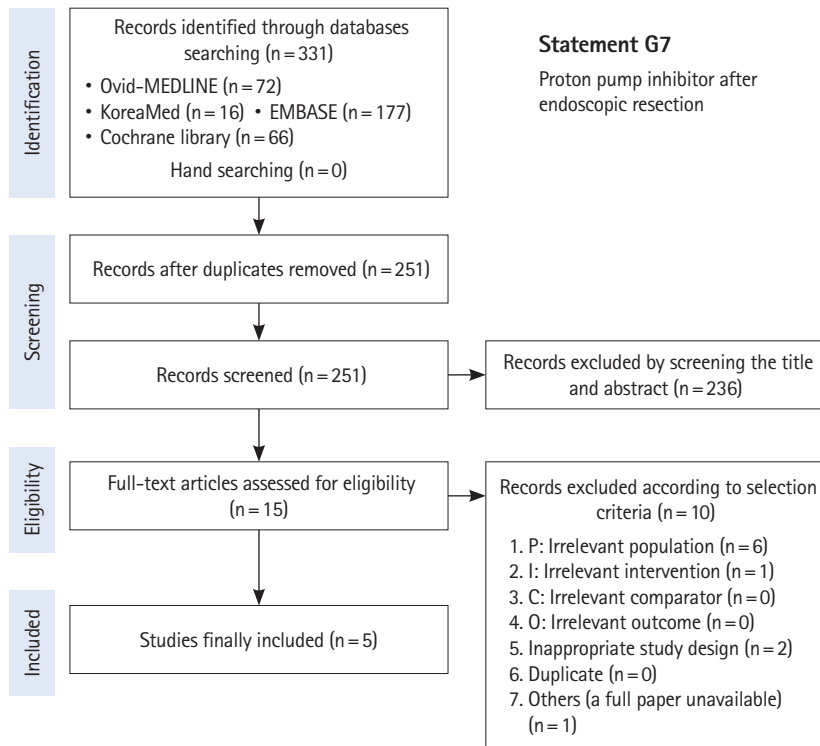 Identification
Records identified through databases
searching (n=331)
• Ovid-MEDLINE (n=72)
• KoreaMed (n=16) • EMBASE (n=177)
• Cochrane library (n=66)
Hand searching (n=0)
Statement G7
Proton pump inhibitor after
endoscopic resection
Screening
Records after duplicates removed (n=251)
Records screened (n=251)
Records excluded by screening the title
and abstract (n=236)
Eligibility
Full-text articles assessed for eligibility
(n=15)
Records excluded according to selection
criteria (n=10)
1. P: Irrelevant population (n=6)
2. I: Irrelevant intervention (n=1)
3. C: Irrelevant comparator (n=0)
4. O: Irrelevant outcome (n=0)
5. Inappropriate study design (n=2)
6. Duplicate (n=0)
7. Others (a full paper unavailable)
(n=1)
Included
Studies finally included (n=5)